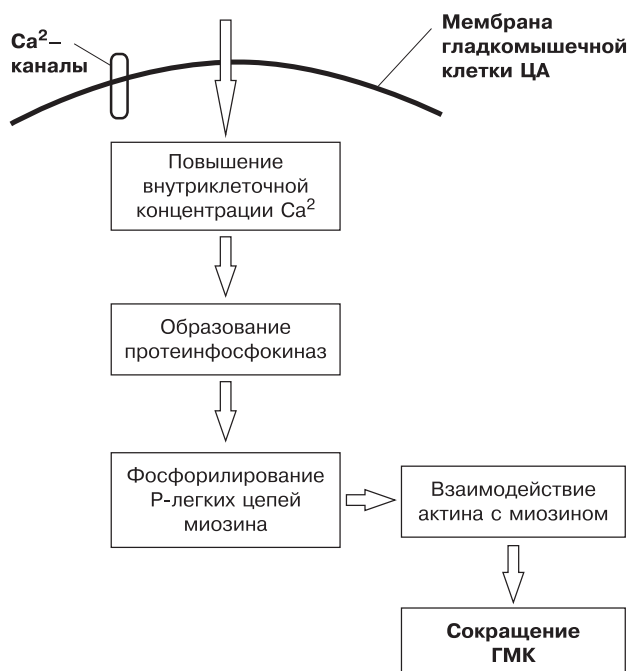 Ca²–
каналы
Мембрана
гладкомышечной
клетки ЦА
Повышение
внутриклеточной
концентрации Ca²
Образование
протеинфосфокиназ
Фосфорилирование
Р-легких цепей
миозина
Взаимодействие
актина с миозином
Сокращение
ГМК